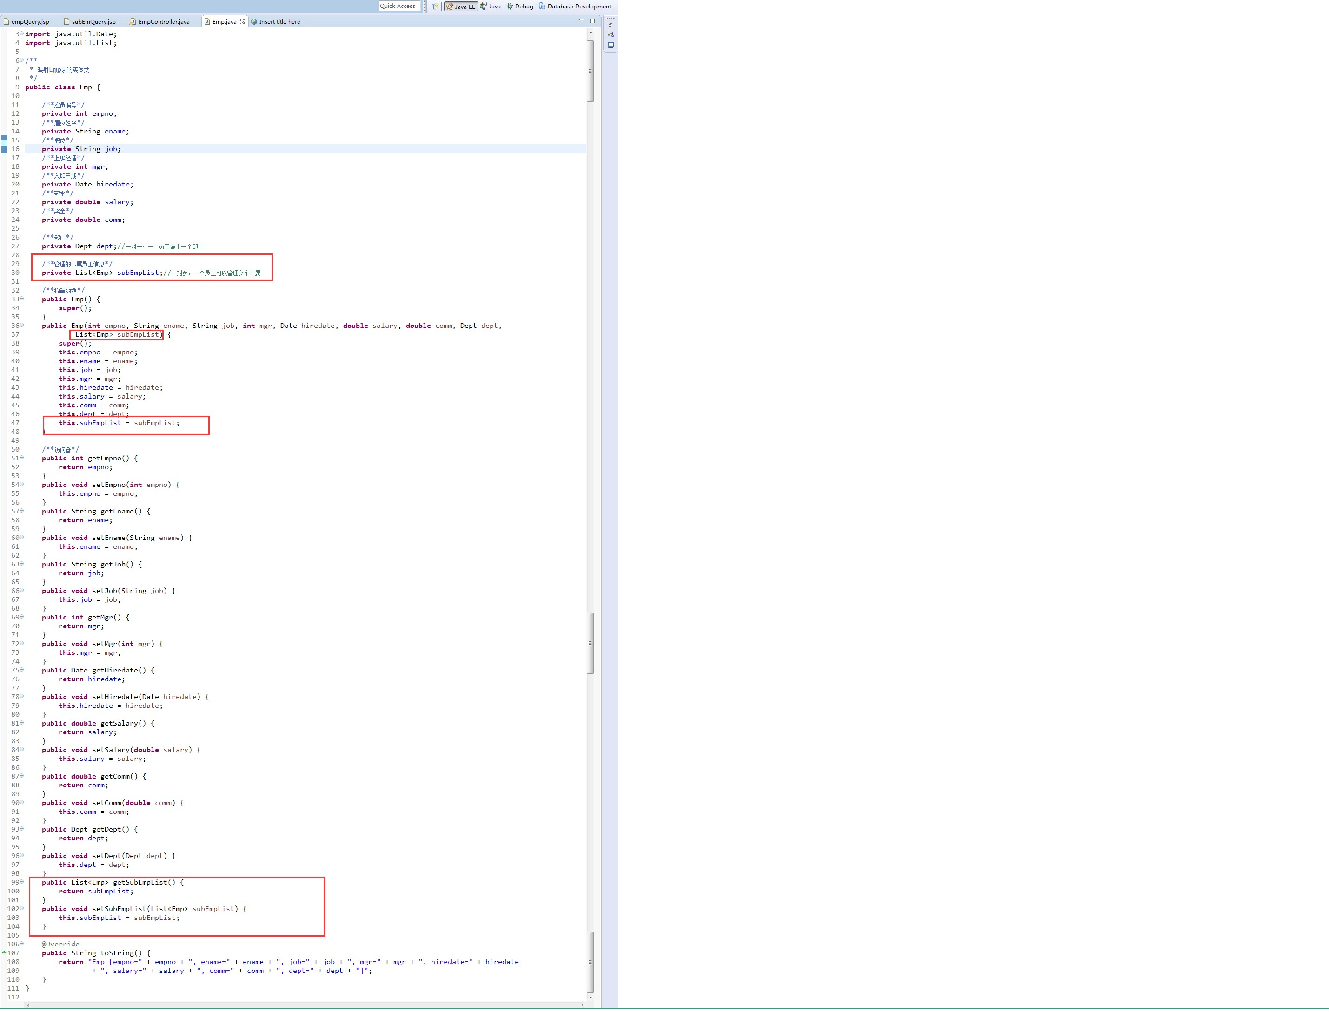 Quick Access
Java EE
Java
Debug
Database Development
empQuery.jsp
subEmpQuery.jsp
EmpController.java
Emp.java
Insert title here
3 import java.util.Date;
4 import java.util.List;
5
6 /**
7 *
8 */
9 public class Emp {
10
11 /** */
12 private int empno;
13 /** */
14 private String ename;
15 /** */
16 private String job;
17 /** */
18 private int mgr;
19 /** */
20 private Date hiredate;
21 /** */
22 private double salary;
23 /** */
24 private double comm;
25
26 /** */
27 private Dept dept;//
28
29 /** */
30 private List<Emp> subEmpList;//
31
32 /** */
33 public Emp() {
34 super();
35 }
36 public Emp(int empno, String ename, String job, int mgr, Date hiredate, double salary, double comm, Dept dept,
37 List<Emp> subEmpList) {
38 super();
39 this.empno = empno;
40 this.ename = ename;
41 this.job = job;
42 this.mgr = mgr;
43 this.hiredate = hiredate;
44 this.salary = salary;
45 this.comm = comm;
46 this.dept = dept;
47 this.subEmpList = subEmpList;
48 }
49
50 /** */
51 public int getEmpno() {
52 return empno;
53 }
54 public void setEmpno(int empno) {
55 this.empno = empno;
56 }
57 public String getEname() {
58 return ename;
59 }
60 public void setEname(String ename) {
61 this.ename = ename;
62 }
63 public String getJob() {
64 return job;
65 }
66 public void setJob(String job) {
67 this.job = job;
68 }
69 public int getMgr() {
70 return mgr;
71 }
72 public void setMgr(int mgr) {
73 this.mgr = mgr;
74 }
75 public Date getHiredate() {
76 return hiredate;
77 }
78 public void setHiredate(Date hiredate) {
79 this.hiredate = hiredate;
80 }
81 public double getSalary() {
82 return salary;
83 }
84 public void setSalary(double salary) {
85 this.salary = salary;
86 }
87 public double getComm() {
88 return comm;
89 }
90 public void setComm(double comm) {
91 this.comm = comm;
92 }
93 public Dept getDept() {
94 return dept;
95 }
96 public void setDept(Dept dept) {
97 this.dept = dept;
98 }
99 public List<Emp> getSubEmpList() {
100 return subEmpList;
101 }
102 public void setSubEmpList(List<Emp> subEmpList) {
103 this.subEmpList = subEmpList;
104 }
105
106 @Override
107 public String toString() {
108 return "Emp [empno=" + empno + ", ename=" + ename + ", job=" + job + ", mgr=" + mgr + ", hiredate=" + hiredate
109 + ", salary=" + salary + ", comm=" + comm + ", dept=" + dept + "]";
110 }
111 }
112